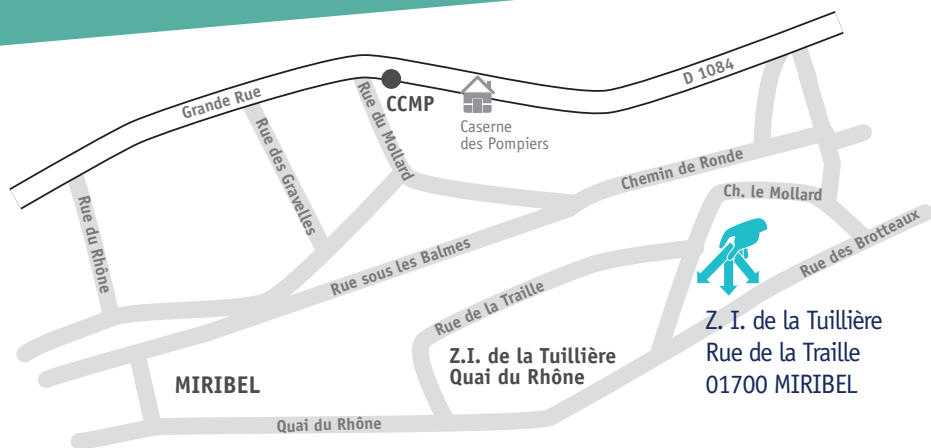 D 1084
Grande Rue
CCMP
Rue du Mollard
Caserne
des Pompiers
Rue des Gravelles
Chemin de Ronde
Ch. le Mollard
Rue du Rhône
Rue des Brotteaux
Rue sous les Balmes
Rue de la Traille
Z. I. de la Tuillière
Rue de la Traille
01700 MIRIBEL
Z.I. de la Tuillière
Quai du Rhône
MIRIBEL
Quai du Rhône